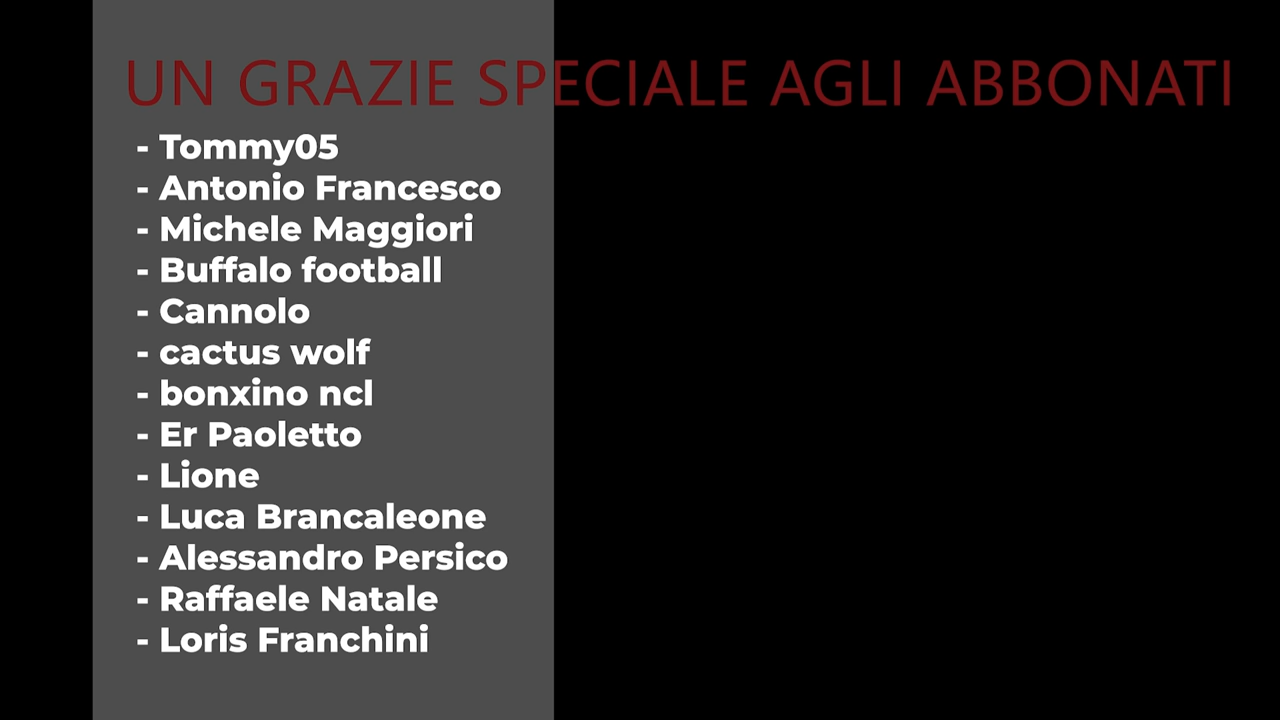 UN GRAZIE SPECIALE AGLI ABBONATI
- Tommy05
- Antonio Francesco
- Michele Maggiori
- Buffalo football
- Cannolo
- cactus wolf
- bonxino ncl
- Er Paoletto
- Lione
- Luca Brancaleone
- Alessandro Persico
- Raffaele Natale
- Loris Franchini